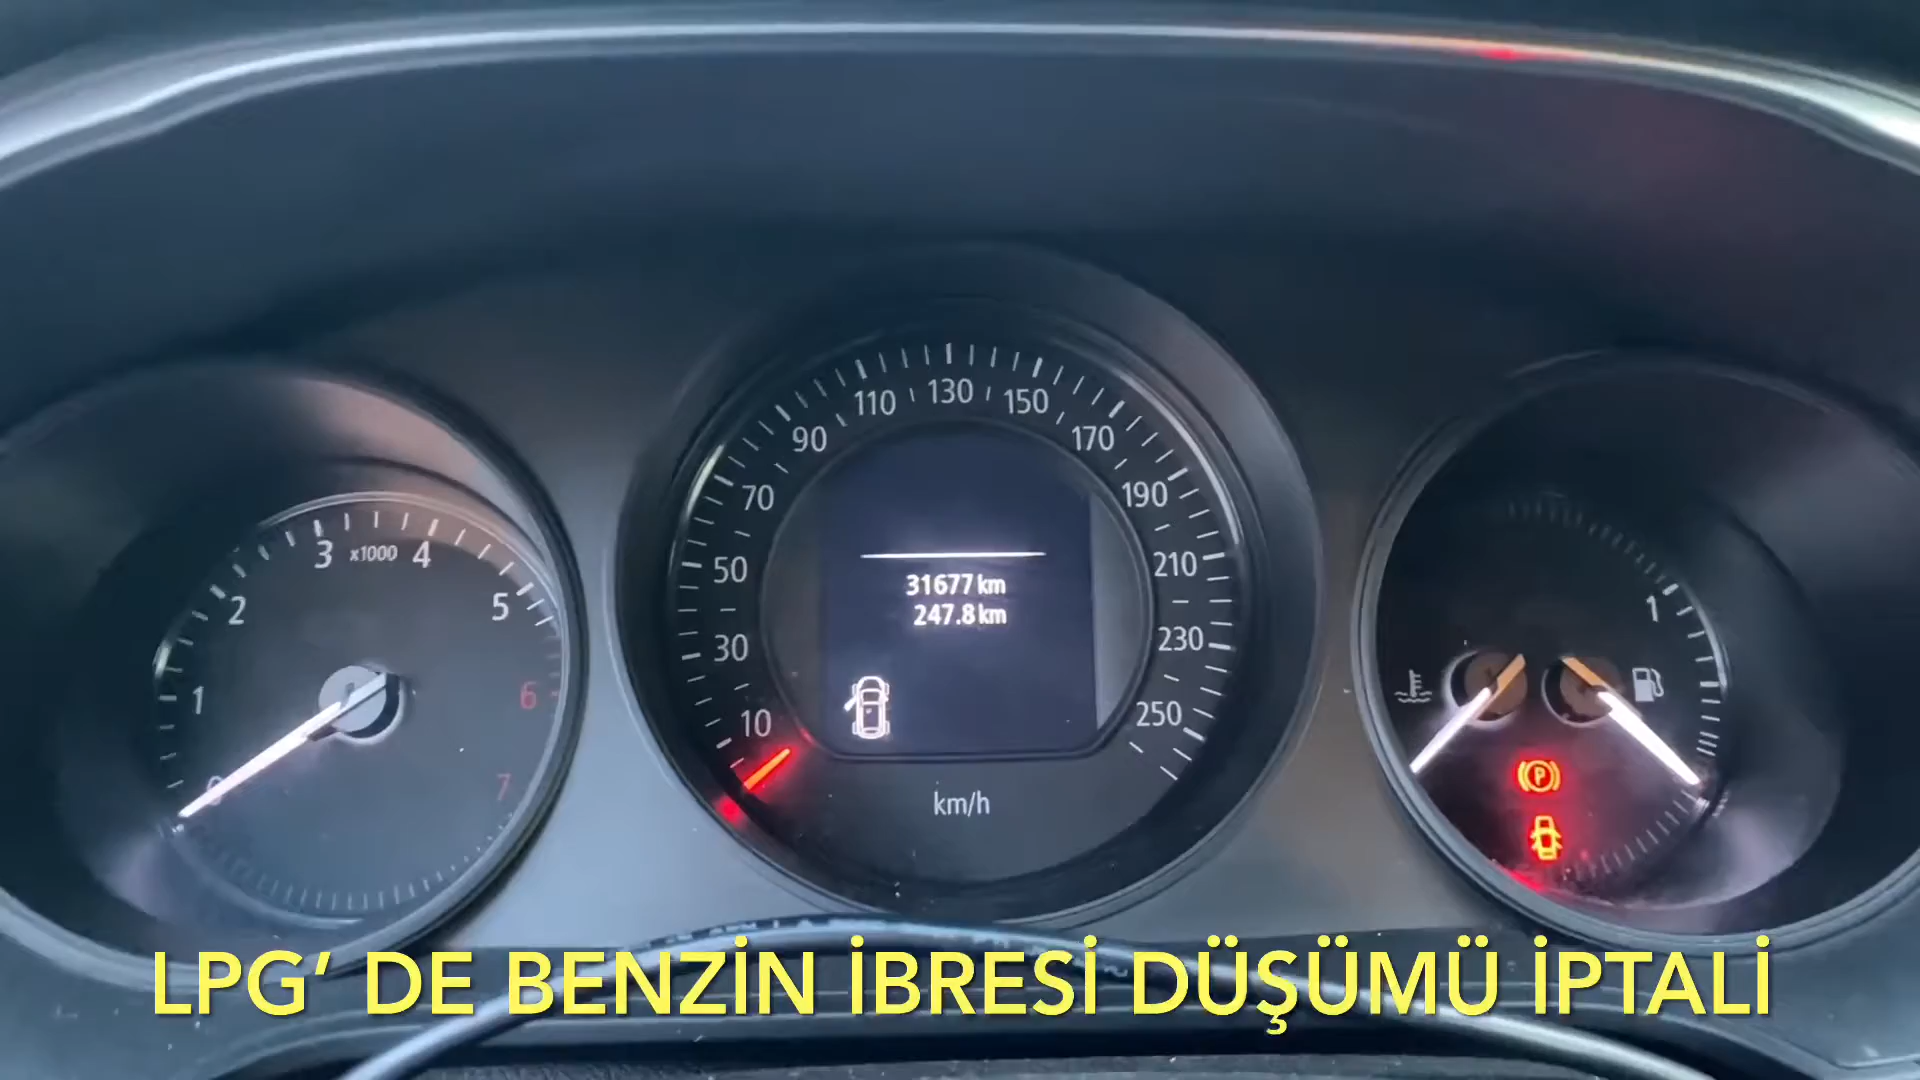 3 x1000 4
2
5
1
6
0
7
110 130 150
90 170
70 190
50 210
30 230
10 250
31677 km
247.8 km
km/h
1
P
LPG’ DE BENZİN İBRESİ DÜŞÜMÜ İPTALİ